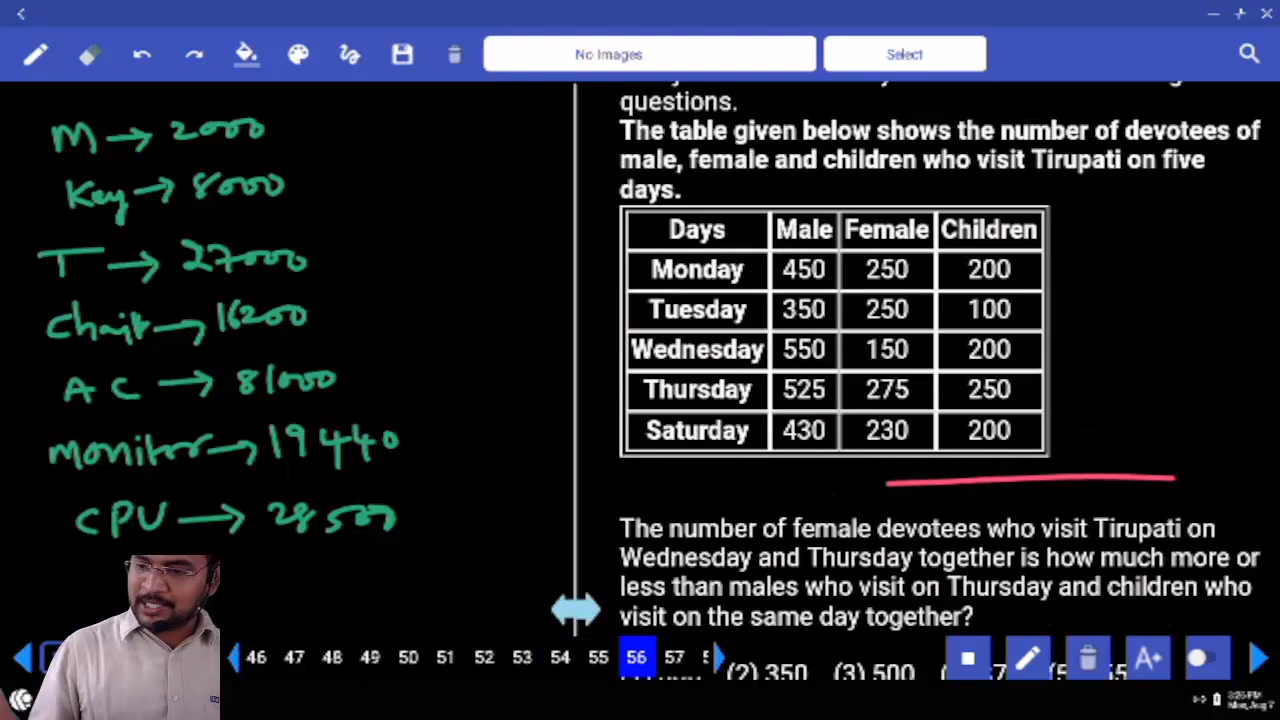 No Images
Select
M → 2000
Key → 8000
T → 27000
Chair → 16200
AC → 81000
monitor → 19440
CPU → 28500
questions.
The table given below shows the number of devotees of
male, female and children who visit Tirupati on five
days.
Days Male Female Children
Monday 450 250 200
Tuesday 350 250 100
Wednesday 550 150 200
Thursday 525 275 250
Saturday 430 230 200
The number of female devotees who visit Tirupati on
Wednesday and Thursday together is how much more or
less than males who visit on Thursday and children who
visit on the same day together?
(2) 350 (3) 500
46 47 48 49 50 51 52 53 54 55 56 57
A+